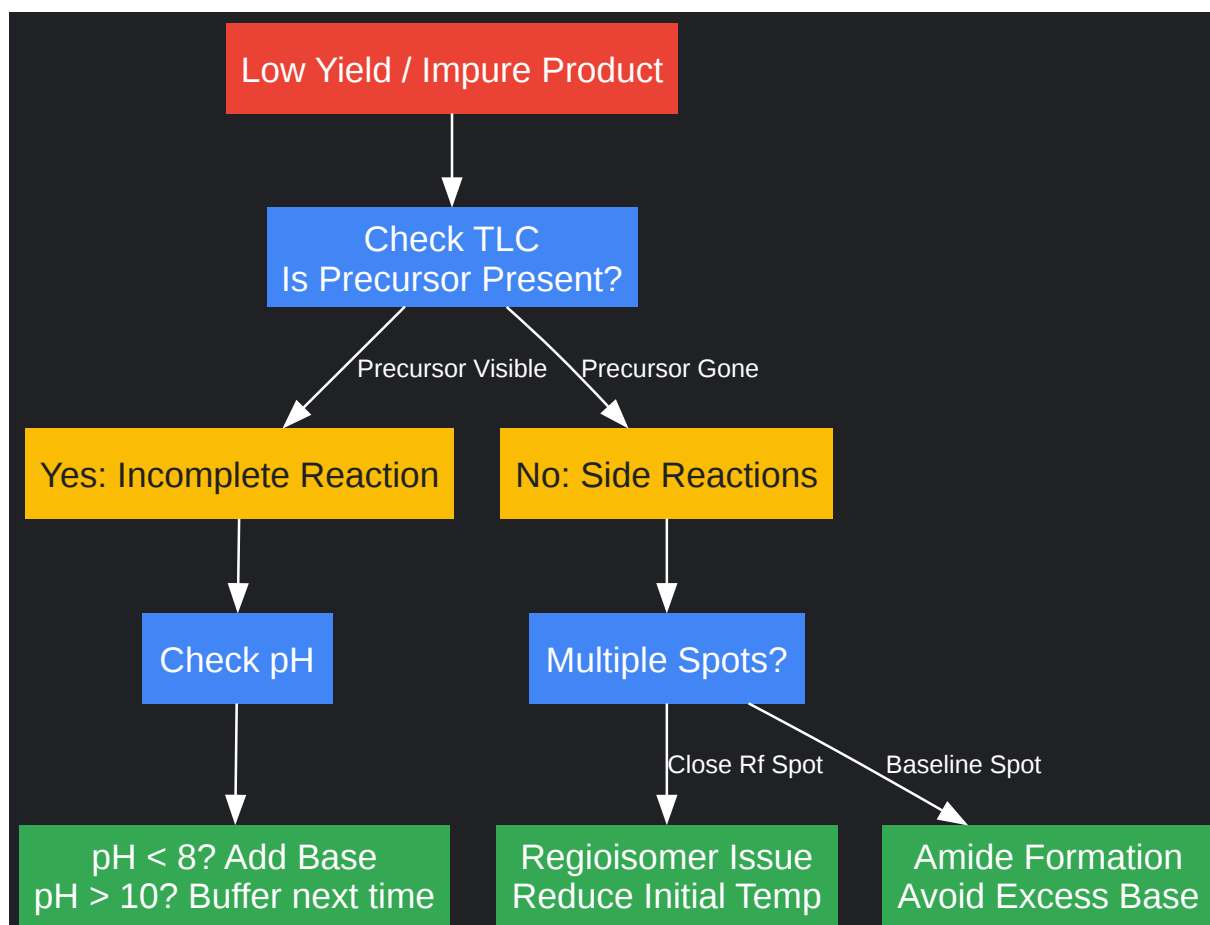 Low Yield / Impure Product
Check TLC
Is Precursor Present?
Precursor Visible
Precursor Gone
Yes: Incomplete Reaction
No: Side Reactions
Check pH
Multiple Spots?
Close Rf Spot
Baseline Spot
pH < 8? Add Base
pH > 10? Buffer next time
Regioisomer Issue
Reduce Initial Temp
Amide Formation
Avoid Excess Base